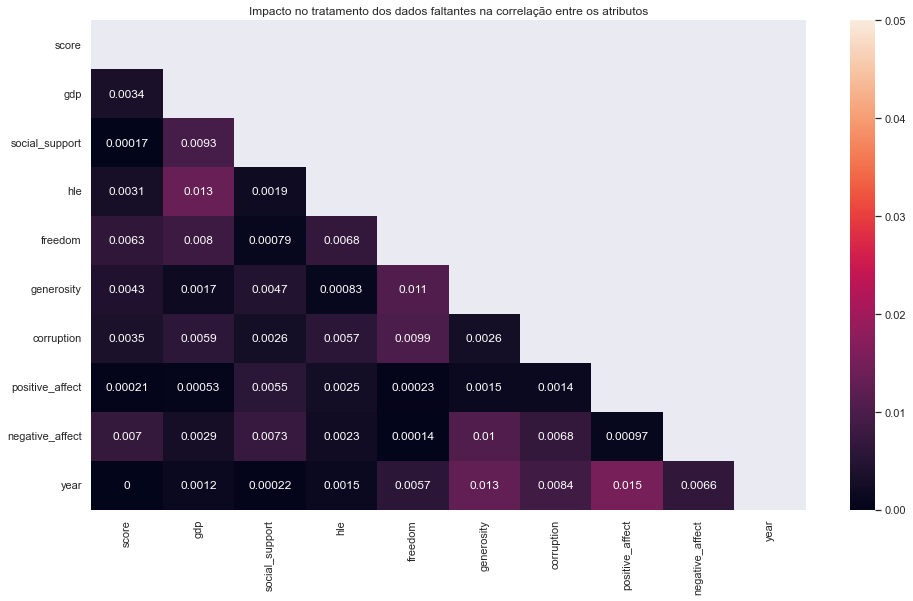 Impacto no tratamento dos dados faltantes na correlação entre os atributos
score
gdp 0.0034
social_support 0.00017 0.0093
hle 0.0031 0.013 0.0019
freedom 0.0063 0.008 0.00079 0.0068
generosity 0.0043 0.0017 0.0047 0.00083 0.011
corruption 0.0035 0.0059 0.0026 0.0057 0.0099 0.0026
positive_affect 0.00021 0.00053 0.0055 0.0025 0.00023 0.0015 0.0014
negative_affect 0.007 0.0029 0.0073 0.0023 0.00014 0.01 0.0068 0.00097
year 0 0.0012 0.00022 0.0015 0.0057 0.013 0.0084 0.015 0.0066
score gdp social_support hle freedom generosity corruption positive_affect negative_affect year
0.05
0.04
0.03
0.02
0.01
0.00